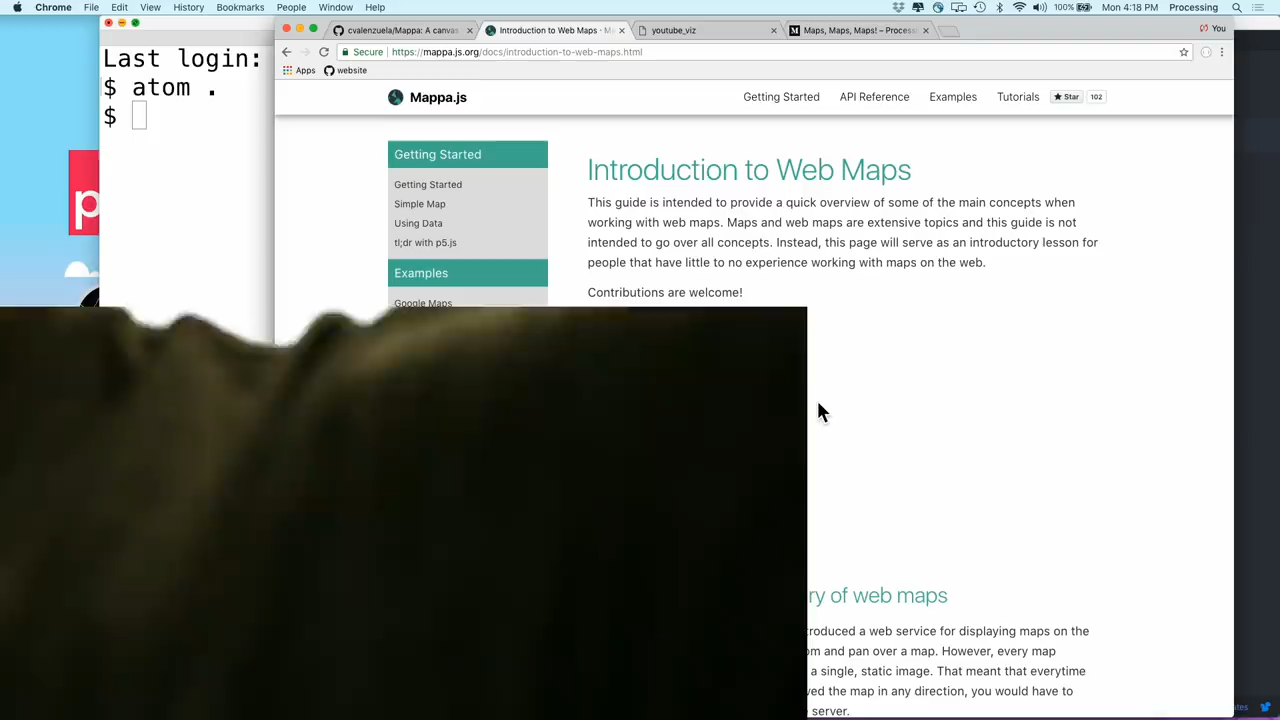 Chrome File Edit View History Bookmarks People Window Help 100% Mon 4:18 PM Processing
Last login:
$ atom .
$
cvalenzuela/Mappa: A canvas
Introduction to Web Maps · M
youtube_viz
Maps, Maps, Maps! – Process
You
Secure https://mappa.js.org/docs/introduction-to-web-maps.html
Apps website
Mappa.js
Getting Started API Reference Examples Tutorials Star 102
Getting Started
Getting Started
Simple Map
Using Data
tl;dr with p5.js
Examples
Google Maps
Introduction to Web Maps
This guide is intended to provide a quick overview of some of the main concepts when
working with web maps. Maps and web maps are extensive topics and this guide is not
intended to go over all concepts. Instead, this page will serve as an introductory lesson for
people that have little to no experience working with maps on the web.
Contributions are welcome!
ry of web maps
roduced a web service for displaying maps on the
om and pan over a map. However, every map
a single, static image. That meant that everytime
ved the map in any direction, you would have to
server.